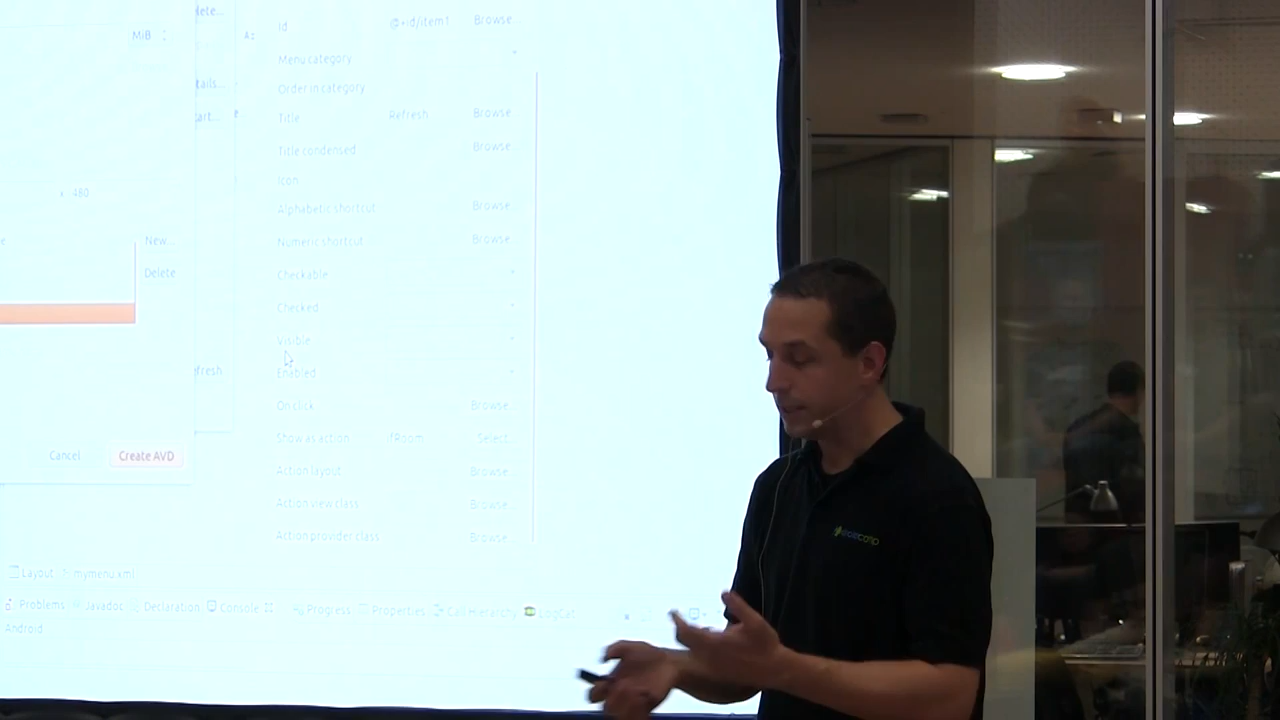 MiB
x 480
New...
Delete
Cancel Create AVD
Id @+id/item1 Browse...
Menu category
Order in category
Title Refresh Browse...
Title condensed Browse...
Icon
Alphabetic shortcut Browse...
Numeric shortcut Browse...
Checkable
Checked
Visible
Enabled
On click Browse...
Show as action ifRoom Select...
Action layout Browse...
Action view class Browse...
Action provider class Browse...
Layout mymenu.xml
Problems Javadoc Declaration Console Progress Properties Call Hierarchy LogCat
Android